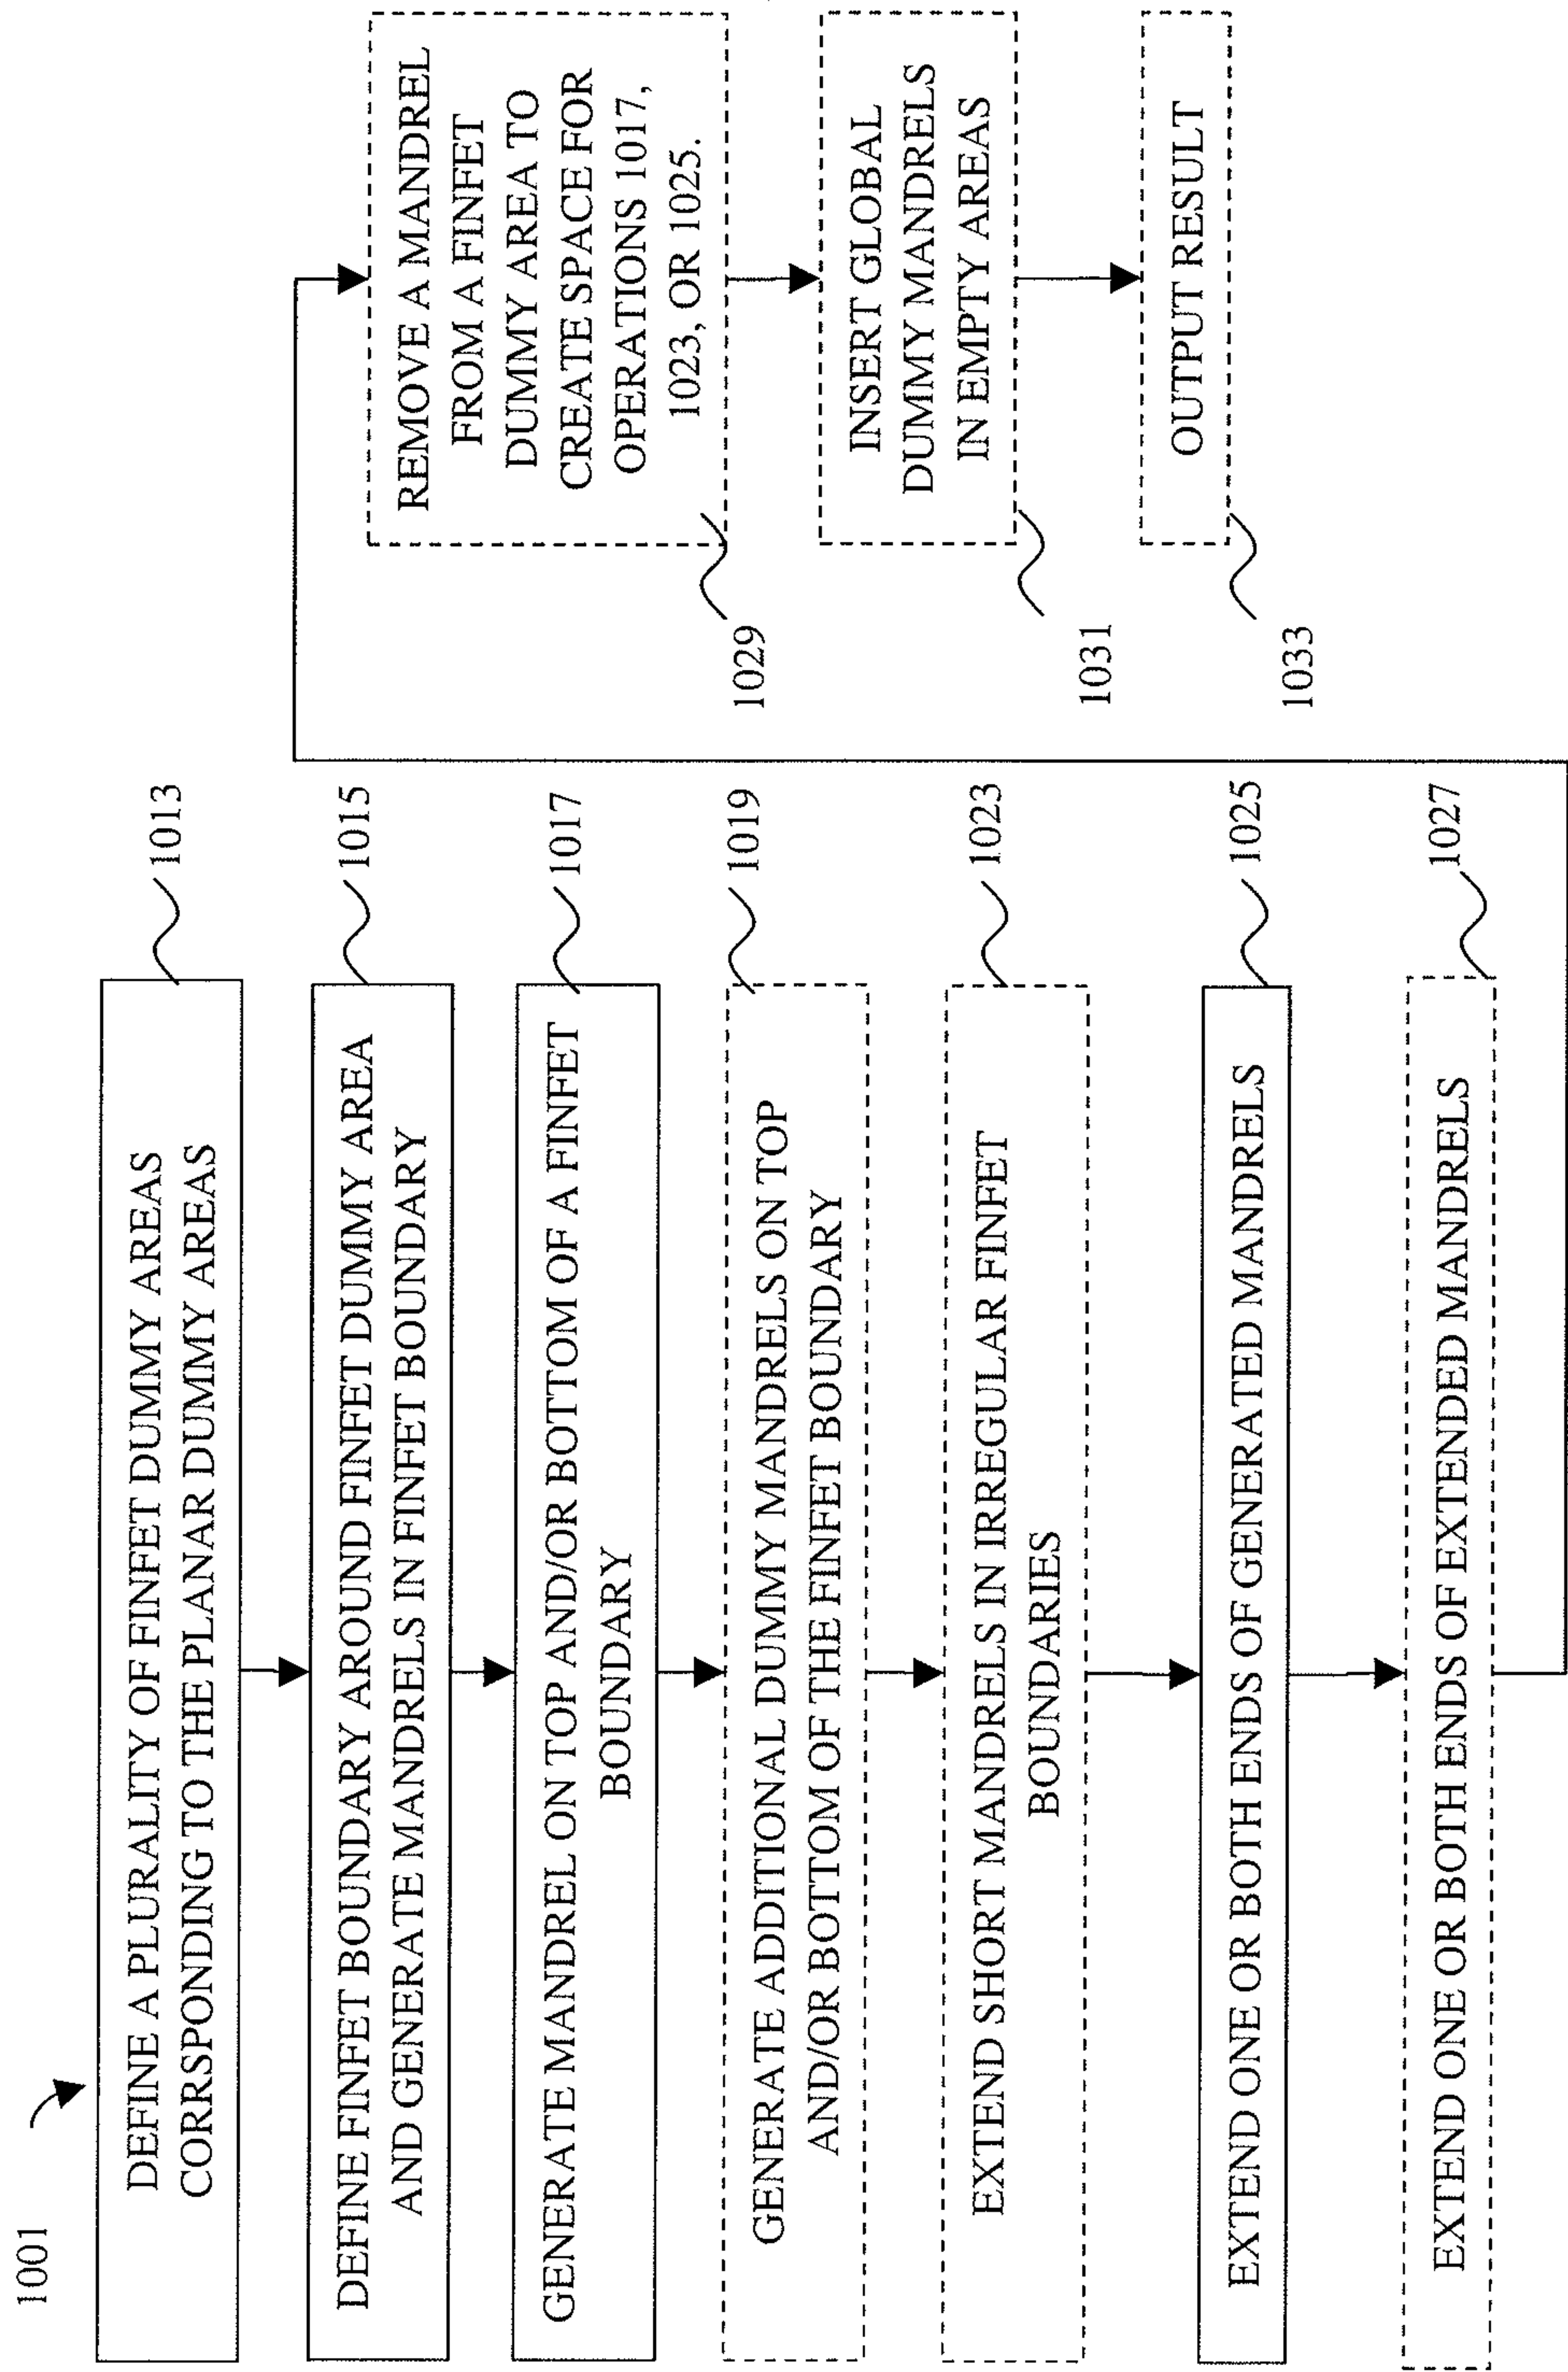 1001
DEFINE A PLURALITY OF FINFET DUMMY AREAS
CORRSPONDING TO THE PLANAR DUMMY AREAS
1013
DEFINE FINFET BOUNDARY AROUND FINFET DUMMY AREA
AND GENERATE MANDRELS IN FINFET BOUNDARY
1015
GENERATE MANDREL ON TOP AND/OR BOTTOM OF A FINFET
BOUNDARY
1017
GENERATE ADDITIONAL DUMMY MANDRELS ON TOP
AND/OR BOTTOM OF THE FINFET BOUNDARY
1019
EXTEND SHORT MANDRELS IN IRREGULAR FINFET
BOUNDARIES
1023
EXTEND ONE OR BOTH ENDS OF GENERATED MANDRELS
1025
EXTEND ONE OR BOTH ENDS OF EXTENDED MANDRELS
1027
REMOVE A MANDREL
FROM A FINFET
DUMMY AREA TO
CREATE SPACE FOR
OPERATIONS 1017,
1023, OR 1025.
1029
INSERT GLOBAL
DUMMY MANDRELS
IN EMPTY AREAS
1031
OUTPUT RESULT
1033